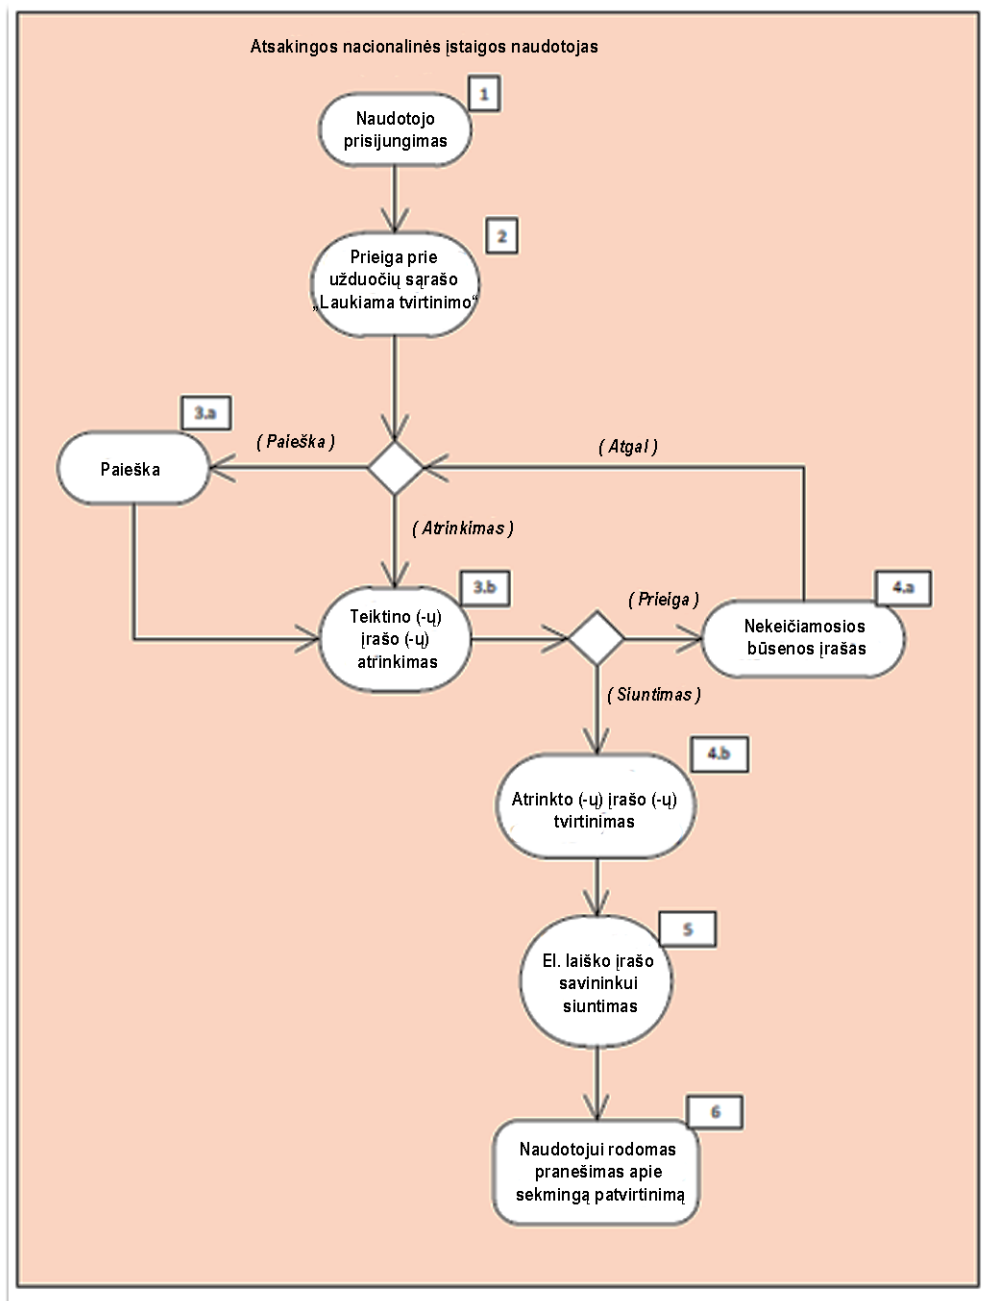 Atsakingos nacionalinės įstaigos naudotojas
1
Naudotojo
prisijungimas
2
Prieiga prie
užduočių sąrašo
„Laukiama tvirtinimo“
3.a
( Paieška )
( Atgal )
Paieška
( Atrinkimas )
3.b
Teiktino (-ų)
įrašo (-ų)
atrinkimas
( Prieiga )
4.a
Nekeičiamosios
būsenos įrašas
( Siuntimas )
4.b
Atrinkto (-ų) įrašo (-ų)
tvirtinimas
5
El. laiško įrašo
savininkui
siuntimas
6
Naudotojui rodomas
pranešimas apie
sekmingą patvirtinimą